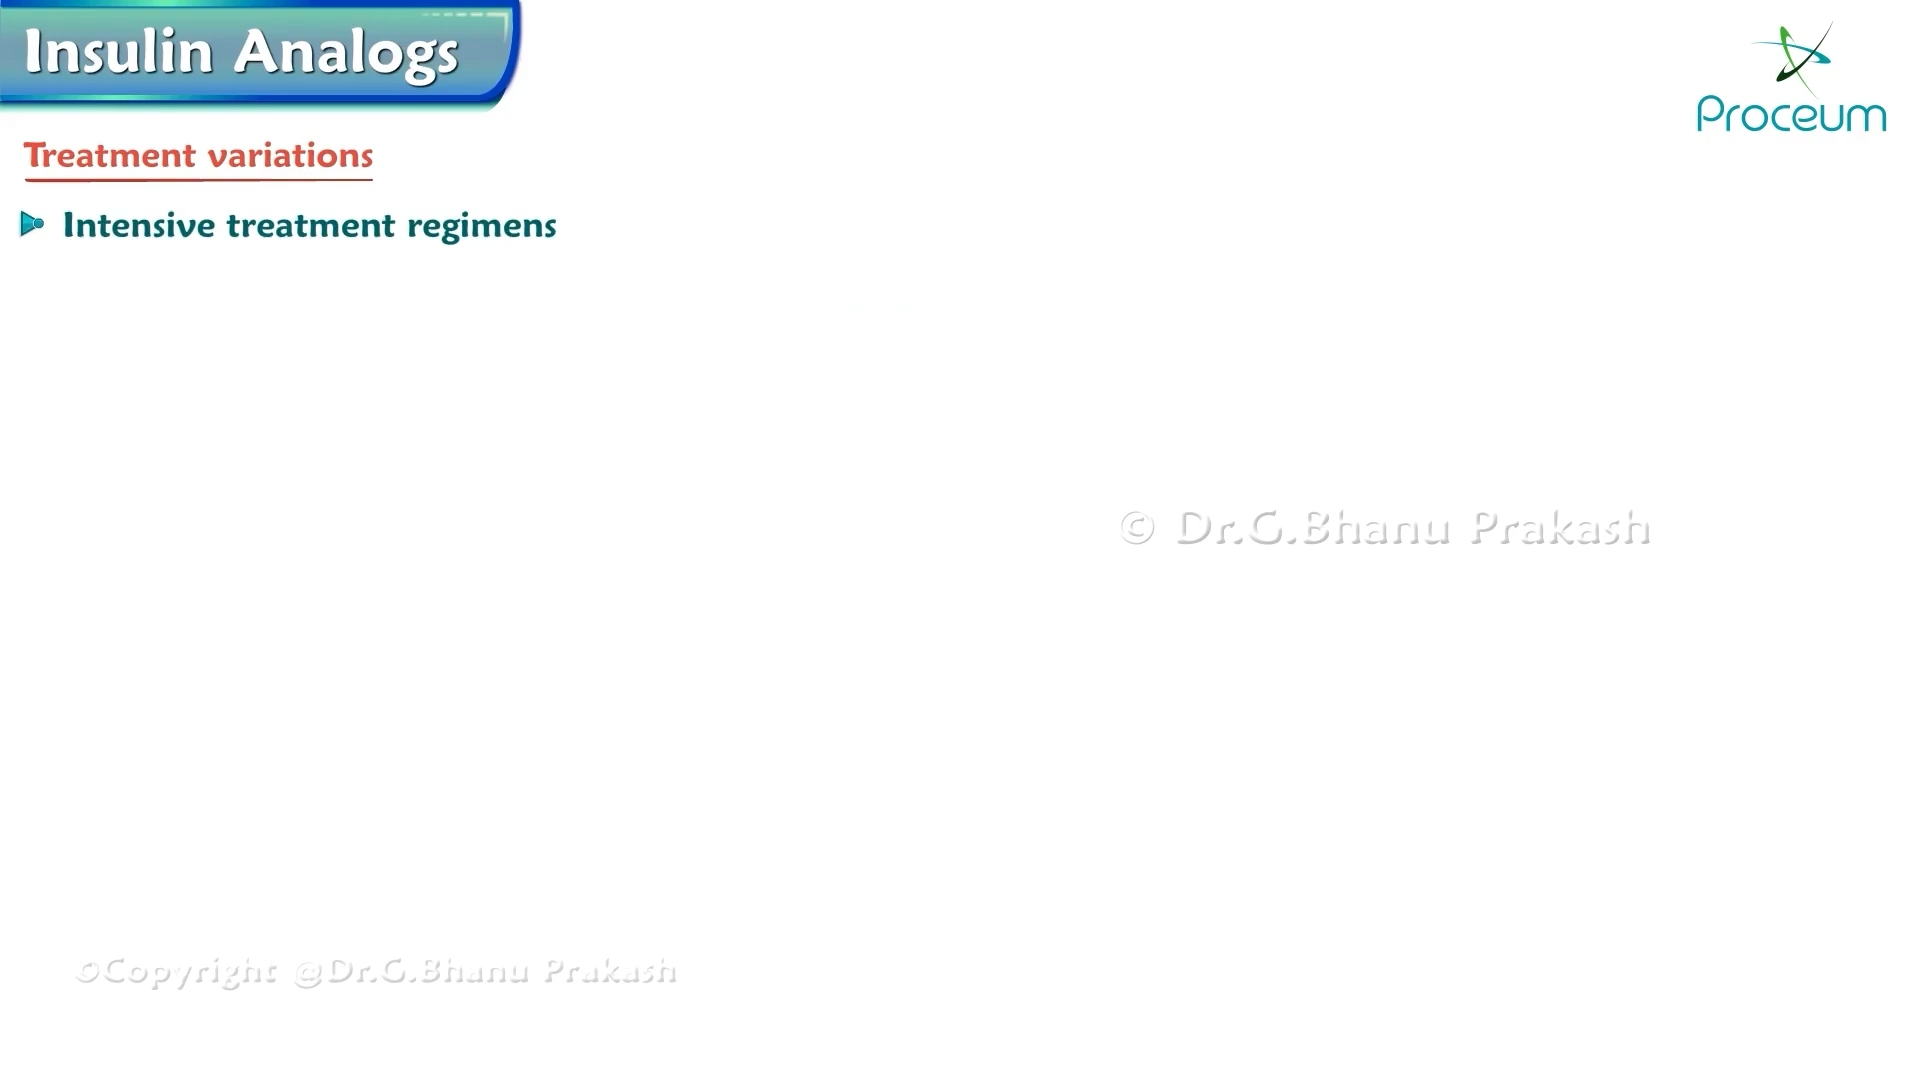 Insulin Analogs
Proceum
Treatment variations
Intensive treatment regimens
© Dr.G.Bhanu Prakash
©Copyright @Dr.G.Bhanu Prakash